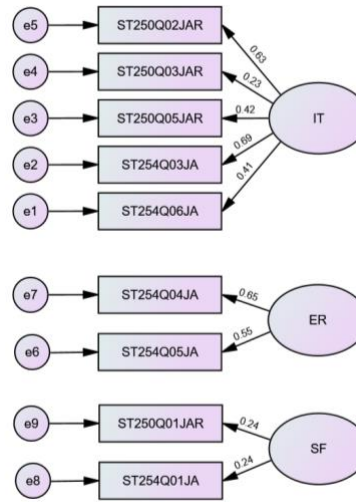 e5 ST250Q02JAR 0.63
e4 ST250Q03JAR 0.23
e3 ST250Q05JAR 0.42 IT
e2 ST254Q03JA 0.69
e1 ST254Q06JA 0.41
e7 ST254Q04JA 0.65
ER
e6 ST254Q05JA 0.55
e9 ST250Q01JAR 0.24
SF
e8 ST254Q01JA 0.24